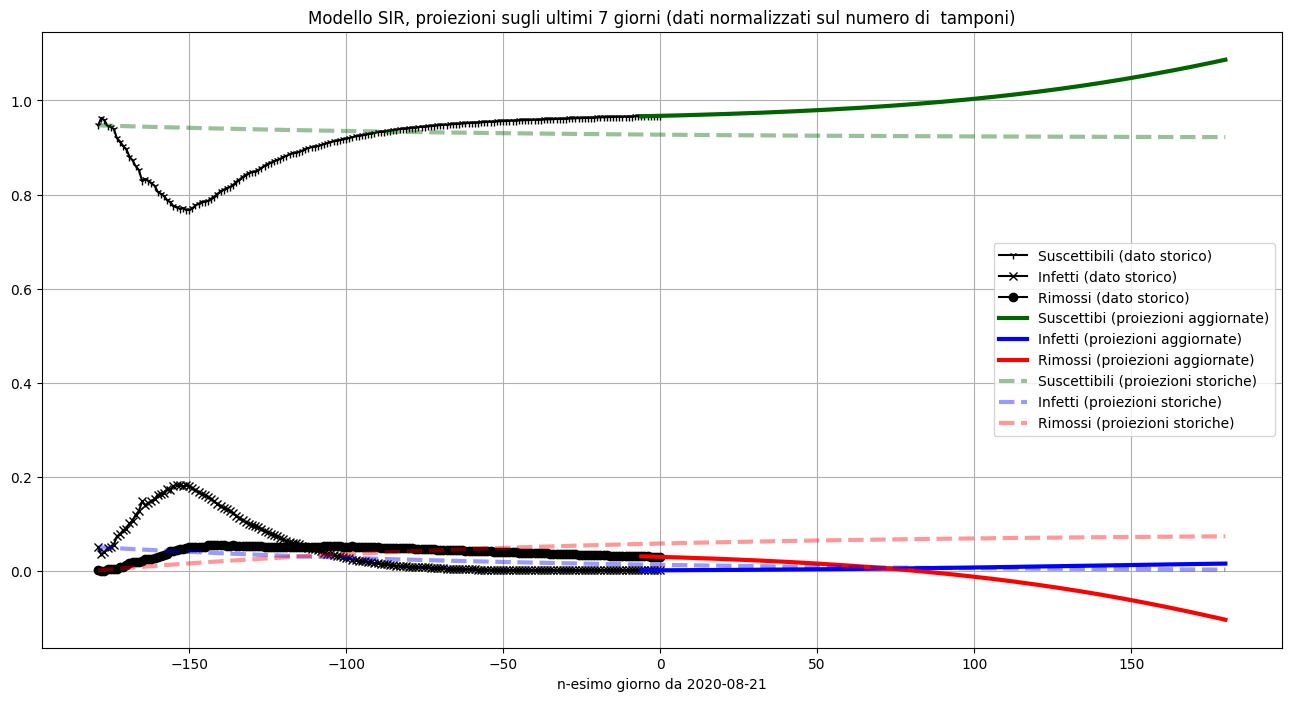 Modello SIR, proiezioni sugli ultimi 7 giorni (dati normalizzati sul numero di  tamponi)
1.0
0.8
0.6
0.4
0.2
0.0
Suscettibili (dato storico)
Infetti (dato storico)
Rimossi (dato storico)
Suscettibi (proiezioni aggiornate)
Infetti (proiezioni aggiornate)
Rimossi (proiezioni aggiornate)
Suscettibili (proiezioni storiche)
Infetti (proiezioni storiche)
Rimossi (proiezioni storiche)
−150 −100 −50 0 50 100 150
n-esimo giorno da 2020-08-21